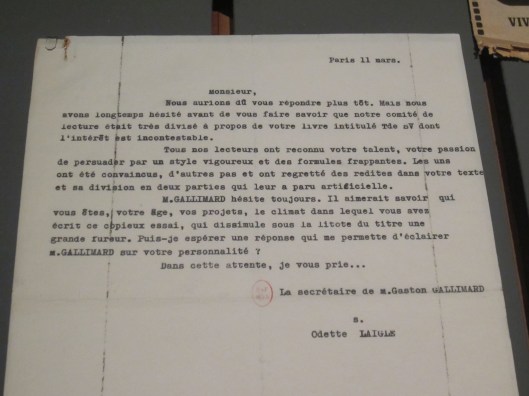 VIV
Paris 11 mars.
Monsieur,
Nous aurions dû vous répondre plus tôt. Mais nous
avons longtemps hésité avant de vous faire savoir que notre comité de
lecture était très divisé à propos de votre livre intitulé Tde sV dont
l'intérêt est incontestable.
Tous nos lecteurs ont reconnu votre talent, votre passion
de persuader par un style vigoureux et des formules frappantes. Les uns
ont été convaincus, d'autres pas et ont regretté des redites dans votre texte
et sa division en deux parties qui leur a paru artificielle.
M.GALLIMARD hésite toujours. Il aimerait savoir qui
vous êtes, votre âge, vos projets, le climat dans lequel vous avez
écrit ce copieux essai, qui dissimule sous la litote du titre une
grande fureur. Puis-je espérer une réponse qui me permette d'éclairer
M.GALLIMARD sur votre personnalité ?
Dans cette attente, je vous prie...
La secrétaire de M.Gaston GALLIMARD
s.
Odette LAIGLE